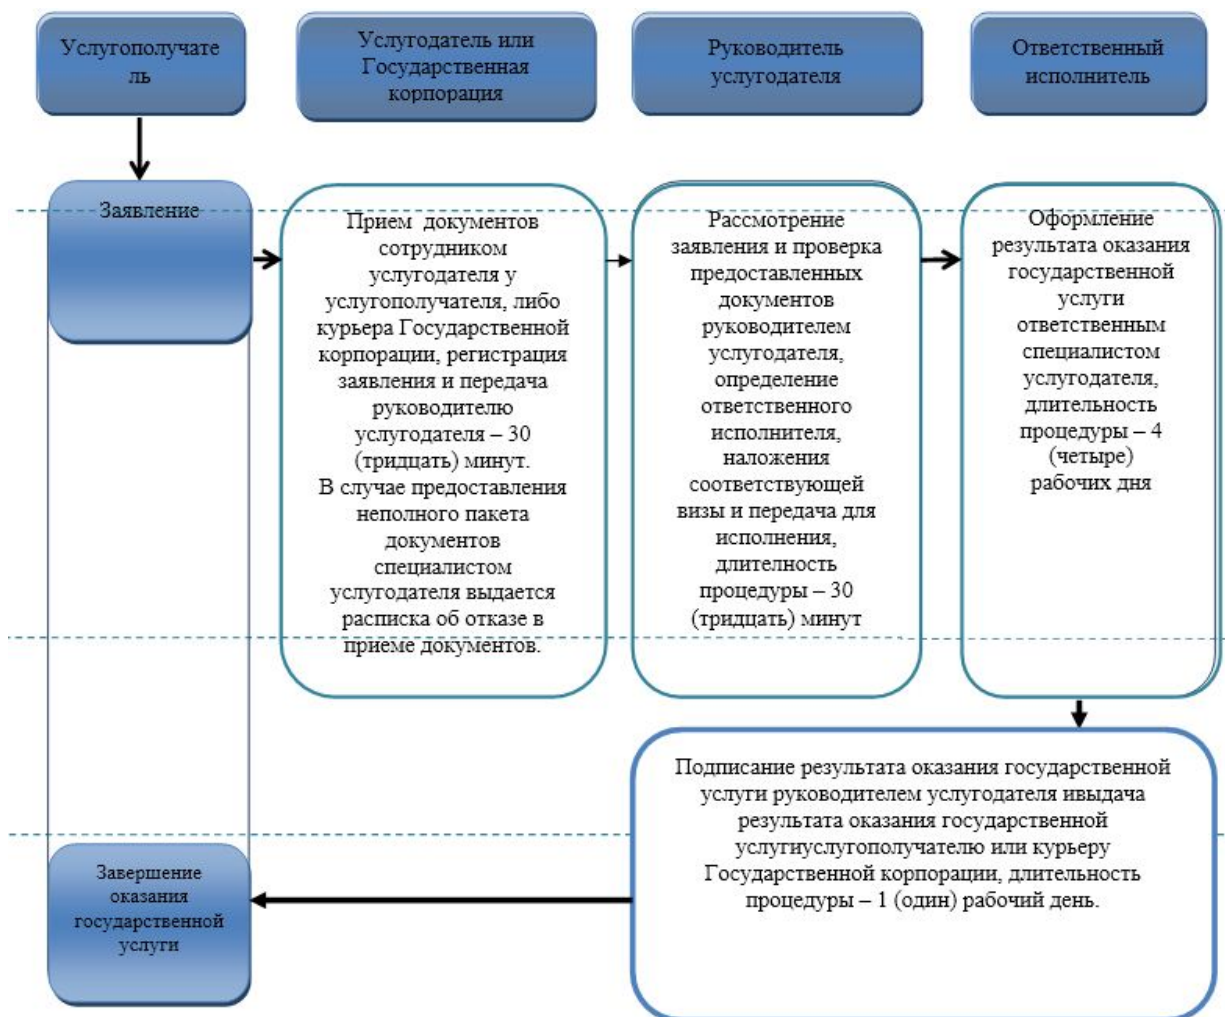 Услугополучате
ль
Услугодатель или
Государственная
корпорация
Руководитель
услугодателя
Ответственный
исполнитель
Заявление
Прием документов
сотрудником
услугодателя у
услугополучателя, либо
курьера Государственной
корпорации, регистрация
заявления и передача
руководителю
услугодателя – 30
(тридцать) минут.
В случае предоставления
неполного пакета
документов
специалистом
услугодателя выдается
расписка об отказе в
приеме документов.
Рассмотрение
заявления и проверка
предоставленных
документов
руководителем
услугодателя,
определение
ответственного
исполнителя,
наложения
соответствующей
визы и передача для
исполнения,
длителность
процедуры – 30
(тридцать) минут
Оформление
результата оказания
государственной
услуги
ответственным
специалистом
услугодателя,
длительность
процедуры – 4
(четыре)
рабочих дня
Подписание результата оказания государственной
услуги руководителем услугодателя ивыдача
результата оказания государственной
услугиуслугополучателю или курьеру
Государственной корпорации, длительность
процедуры – 1 (один) рабочий день.
Завершение
оказания
государственной
услуги